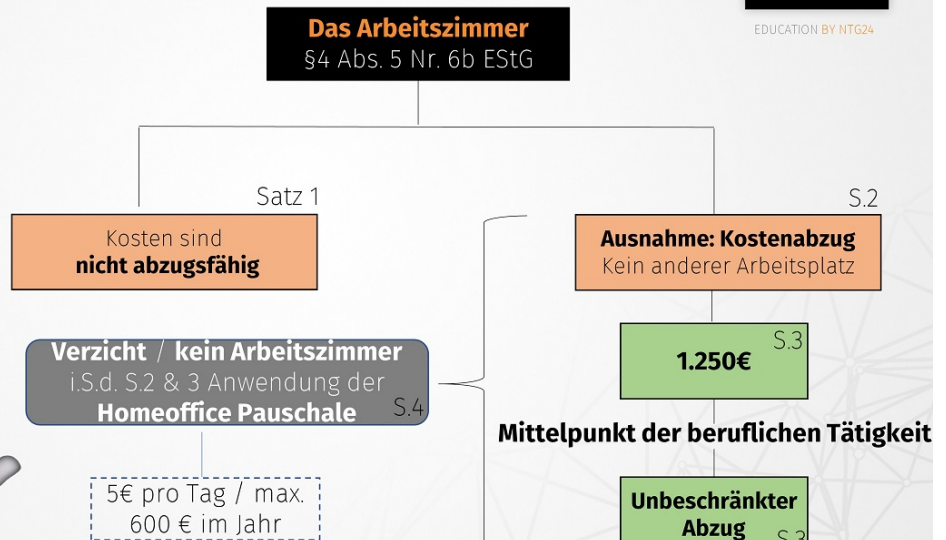 Das Arbeitszimmer
§4 Abs. 5 Nr. 6b EStG
EDUCATION BY NTG24
Satz 1
Kosten sind
nicht abzugsfähig
S.2
Ausnahme: Kostenabzug
Kein anderer Arbeitsplatz
S.3
1.250€
Verzicht / kein Arbeitszimmer
i.S.d. S.2 & 3 Anwendung der
Homeoffice Pauschale
S.4
Mittelpunkt der beruflichen Tätigkeit
5€ pro Tag / max.
600 € im Jahr
Unbeschränkter
Abzug
S.3